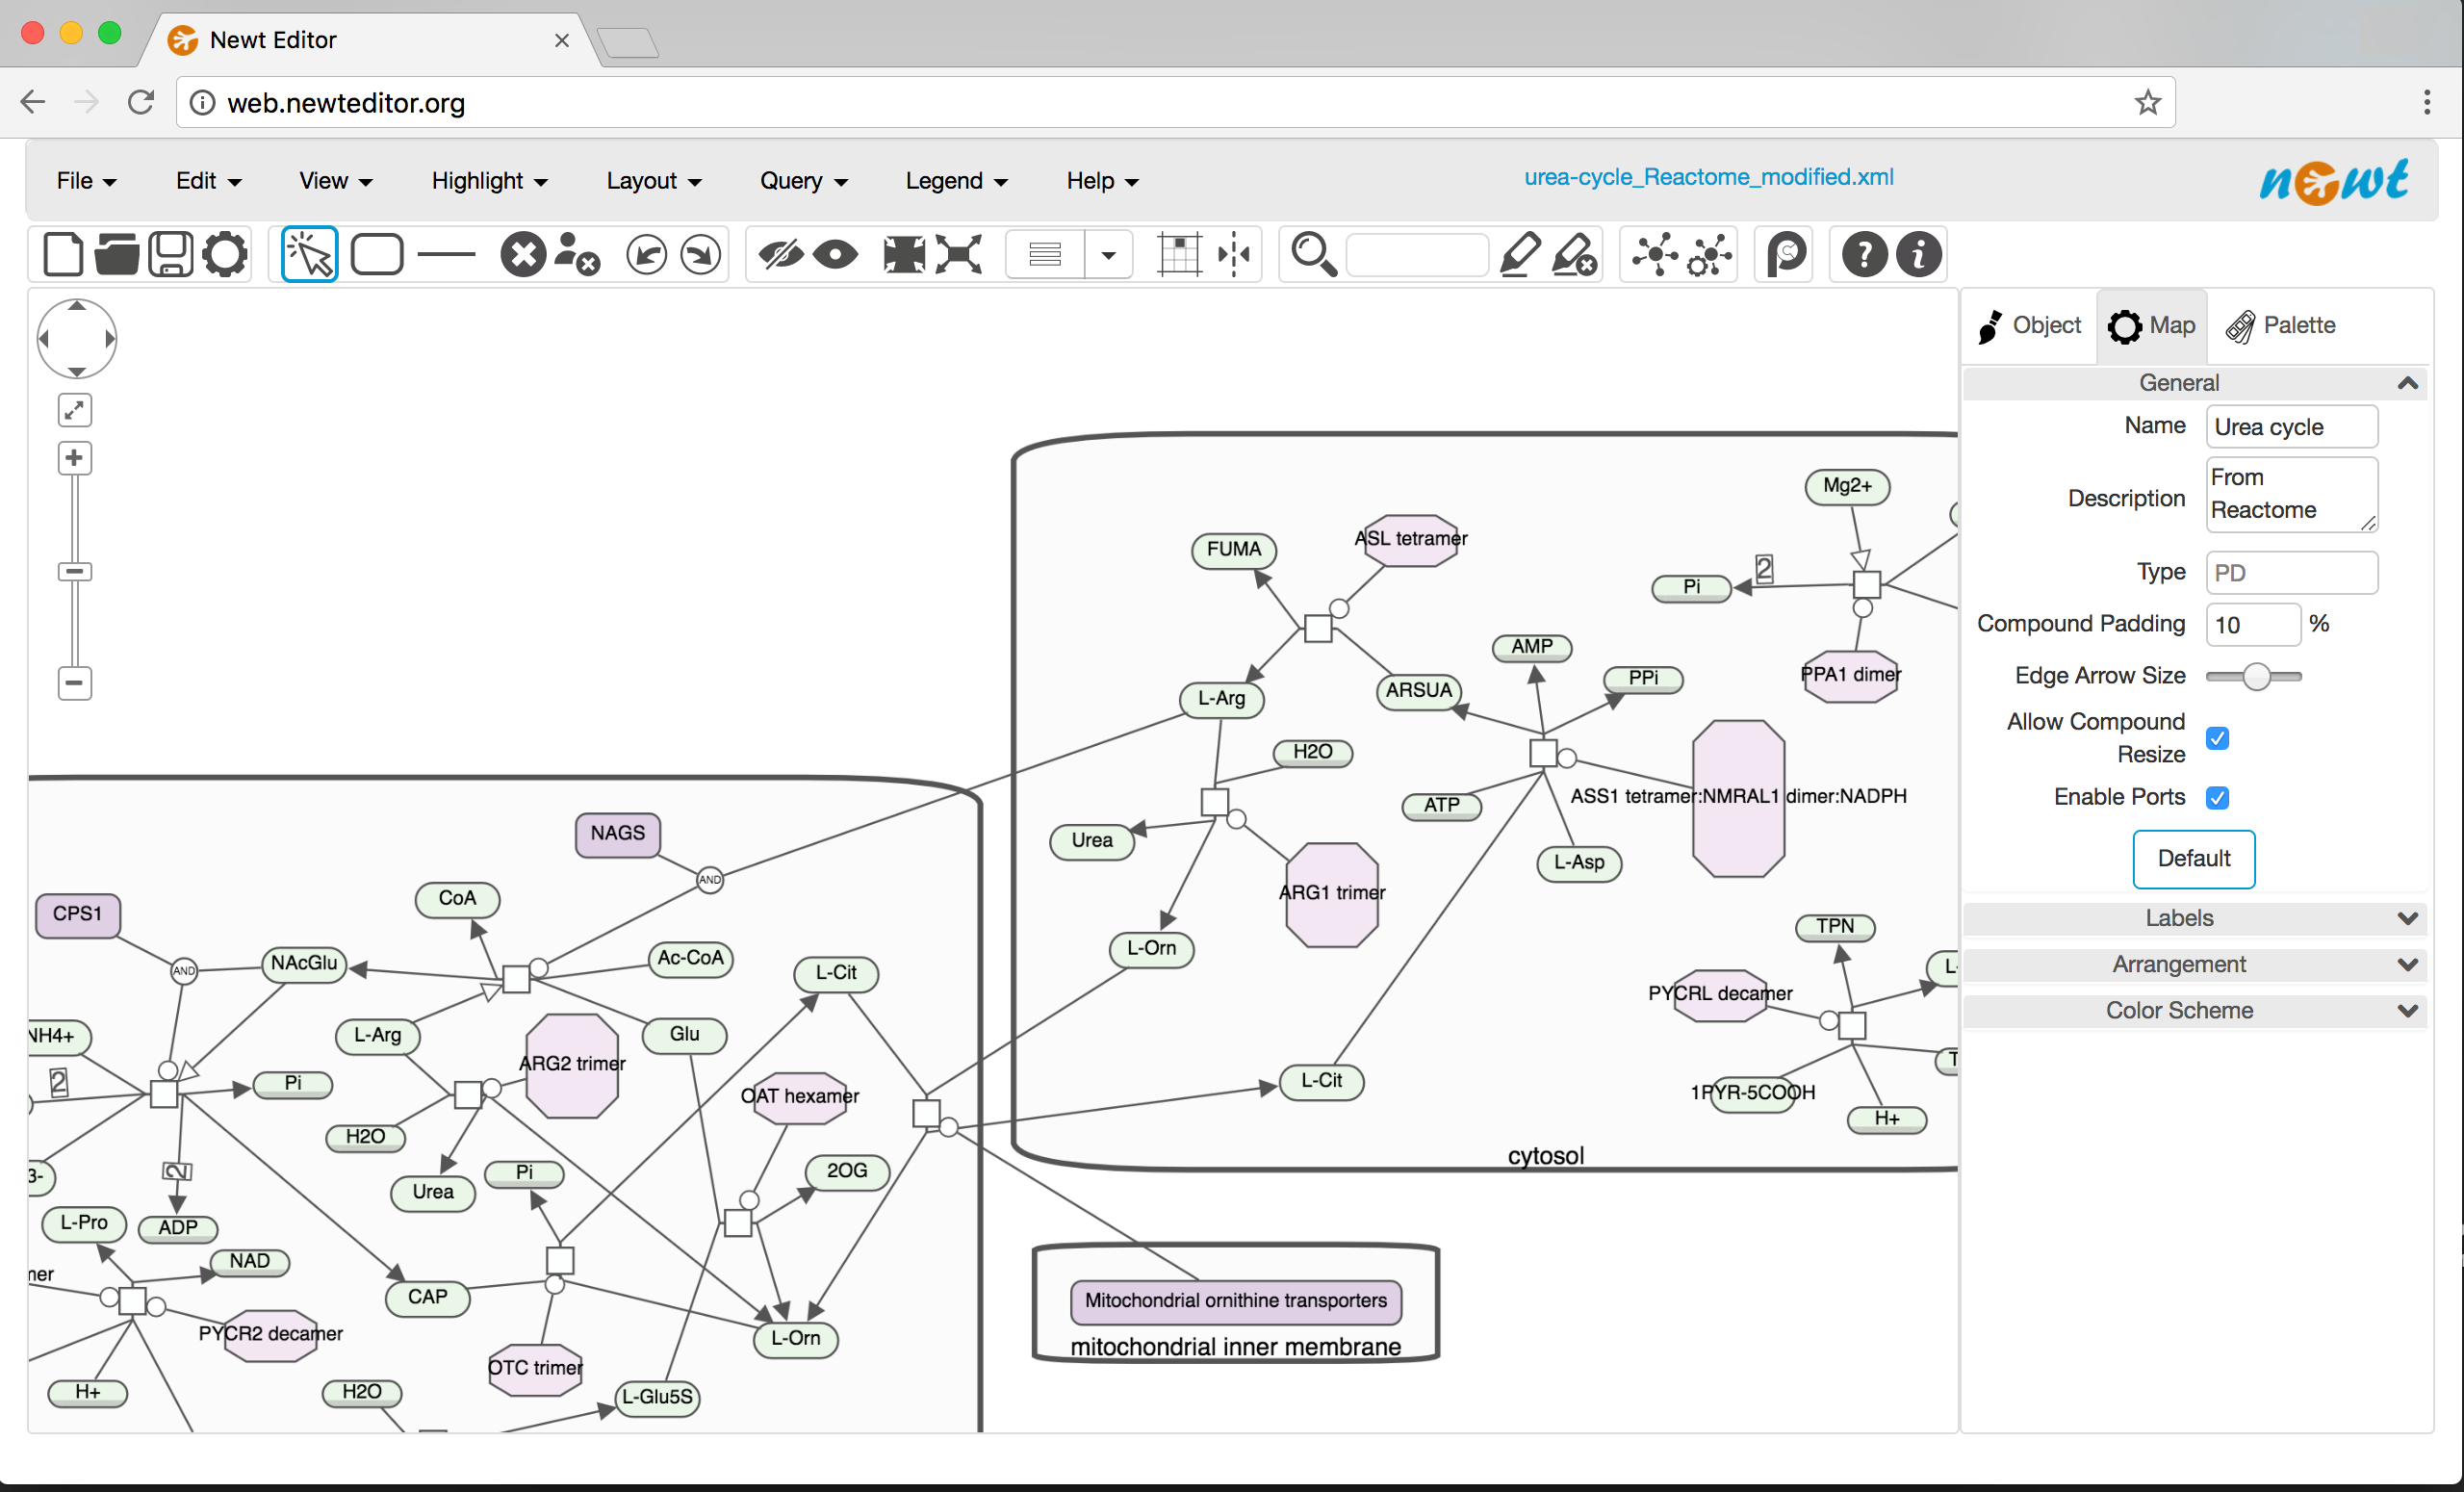 Newt Editor
web.newteditor.org
File Edit View Highlight Layout Query Legend Help
urea-cycle_Reactome_modified.xml
newt
Object Map Palette
General
Name Urea cycle
Description From
Reactome
Type PD
Compound Padding 10 %
Edge Arrow Size
Allow Compound
Resize
Enable Ports
Default
Labels
Arrangement
Color Scheme
Mg2+
FUMA
ASL tetramer
2
Pi
AMP
PPi
PPA1 dimer
L-Arg
ARSUA
H2O
ATP
ASS1 tetramer:NMRAL1 dimer:NADPH
Urea
L-Asp
ARG1 trimer
L-Orn
TPN
L-
PYCRL decamer
T
L-Cit
1PYR-5COOH
H+
cytosol
NAGS
AND
CPS1
CoA
AND
NAcGlu
Ac-CoA
L-Cit
NH4+
L-Arg
Glu
ARG2 trimer
2
Pi
OAT hexamer
H2O
2
3-
Urea
Pi
2OG
L-Pro
ADP
NAD
mer
CAP
PYCR2 decamer
L-Orn
OTC trimer
H+
H2O
L-Glu5S
Mitochondrial ornithine transporters
mitochondrial inner membrane